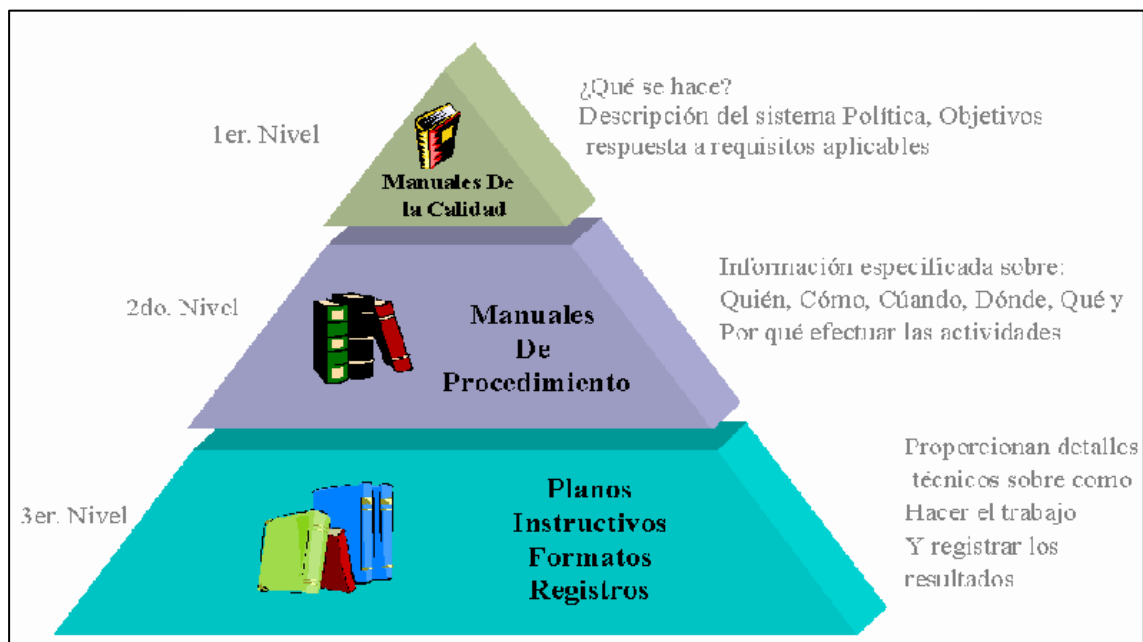 1er. Nivel
Manuales De
la Calidad
¿Qué se hace?
Descripción del sistema Política, Objetivos
respuesta a requisitos aplicables
2do. Nivel
Manuales
De
Procedimiento
Información especificada sobre:
Quién, Cómo, Cúando, Dónde, Qué y
Por qué efectuar las actividades
3er. Nivel
Planos
Instructivos
Formatos
Registros
Proporcionan detalles
técnicos sobre como
Hacer el trabajo
Y registrar los
resultados